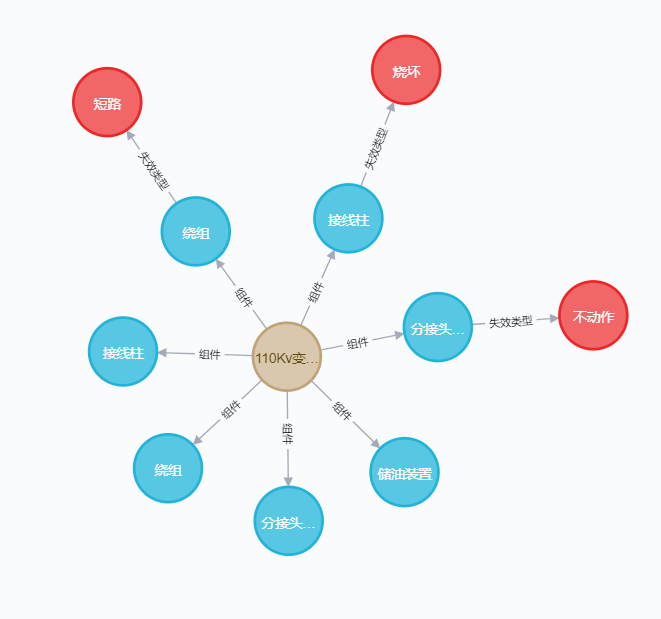 烧坏
短路
失效类型
失效类型
接线柱
绕组
组件
组件
不动作
分接头...
失效类型
组件
接线柱
组件
110Kv变...
组件
组件
组件
绕组
储油装置
分接头...